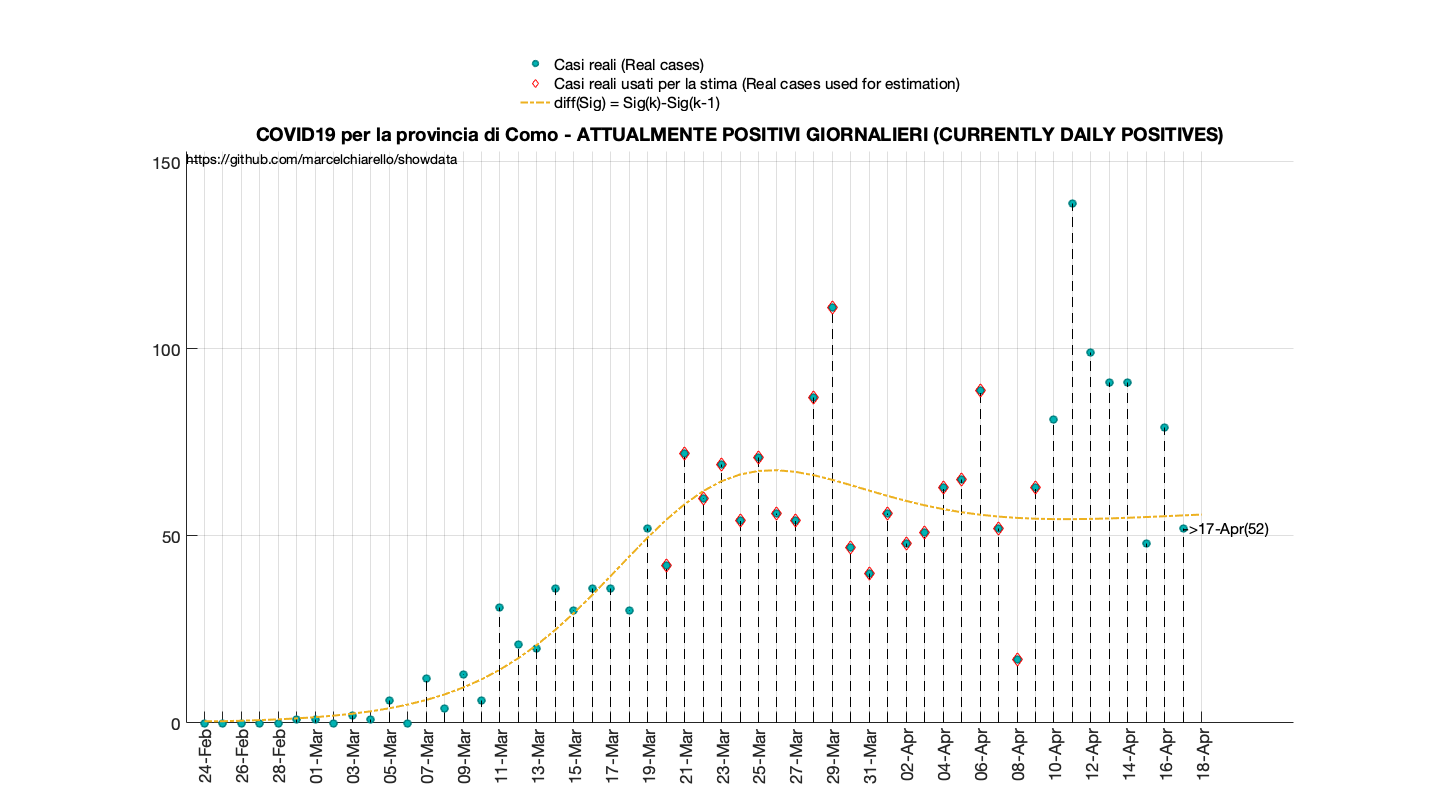 Casi reali (Real cases)
Casi reali usati per la stima (Real cases used for estimation)
diff(Sig) = Sig(k)-Sig(k-1)
COVID19 per la provincia di Como - ATTUALMENTE POSITIVI GIORNALIERI (CURRENTLY DAILY POSITIVES)
https://github.com/marcelchiarello/showdata
150
100
50
0
->17-Apr(52)
24-Feb
26-Feb
28-Feb
01-Mar
03-Mar
05-Mar
07-Mar
09-Mar
11-Mar
13-Mar
15-Mar
17-Mar
19-Mar
21-Mar
23-Mar
25-Mar
27-Mar
29-Mar
31-Mar
02-Apr
04-Apr
06-Apr
08-Apr
10-Apr
12-Apr
14-Apr
16-Apr
18-Apr